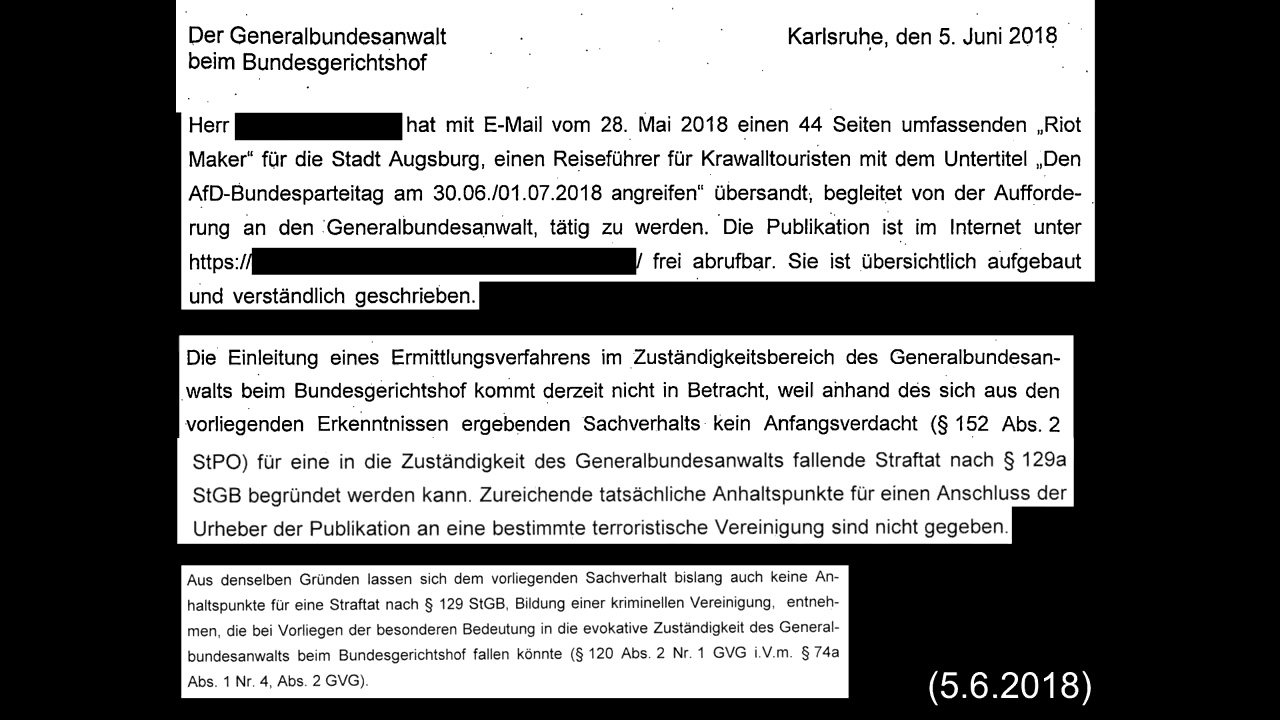 Der Generalbundesanwalt
beim Bundesgerichtshof
Karlsruhe, den 5. Juni 2018
Herr hat mit E-Mail vom 28. Mai 2018 einen 44 Seiten umfassenden „Riot
Maker“ für die Stadt Augsburg, einen Reiseführer für Krawalltouristen mit dem Untertitel „Den
AfD-Bundesparteitag am 30.06./01.07.2018 angreifen“ übersandt, begleitet von der Aufforde-
rung an den Generalbundesanwalt, tätig zu werden. Die Publikation ist im Internet unter
https:// / frei abrufbar. Sie ist übersichtlich aufgebaut
und verständlich geschrieben.
Die Einleitung eines Ermittlungsverfahrens im Zuständigkeitsbereich des Generalbundesan-
walts beim Bundesgerichtshof kommt derzeit nicht in Betracht, weil anhand des sich aus den
vorliegenden Erkenntnissen ergebenden Sachverhalts kein Anfangsverdacht (§ 152 Abs. 2
StPO) für eine in die Zuständigkeit des Generalbundesanwalts fallende Straftat nach § 129a
StGB begründet werden kann. Zureichende tatsächliche Anhaltspunkte für einen Anschluss der
Urheber der Publikation an eine bestimmte terroristische Vereinigung sind nicht gegeben.
Aus denselben Gründen lassen sich dem vorliegenden Sachverhalt bislang auch keine An-
haltspunkte für eine Straftat nach § 129 StGB, Bildung einer kriminellen Vereinigung, entneh-
men, die bei Vorliegen der besonderen Bedeutung in die evokative Zuständigkeit des General-
bundesanwalts beim Bundesgerichtshof fallen könnte (§ 120 Abs. 2 Nr. 1 GVG i.V.m. § 74a
Abs. 1 Nr. 4, Abs. 2 GVG).
(5.6.2018)